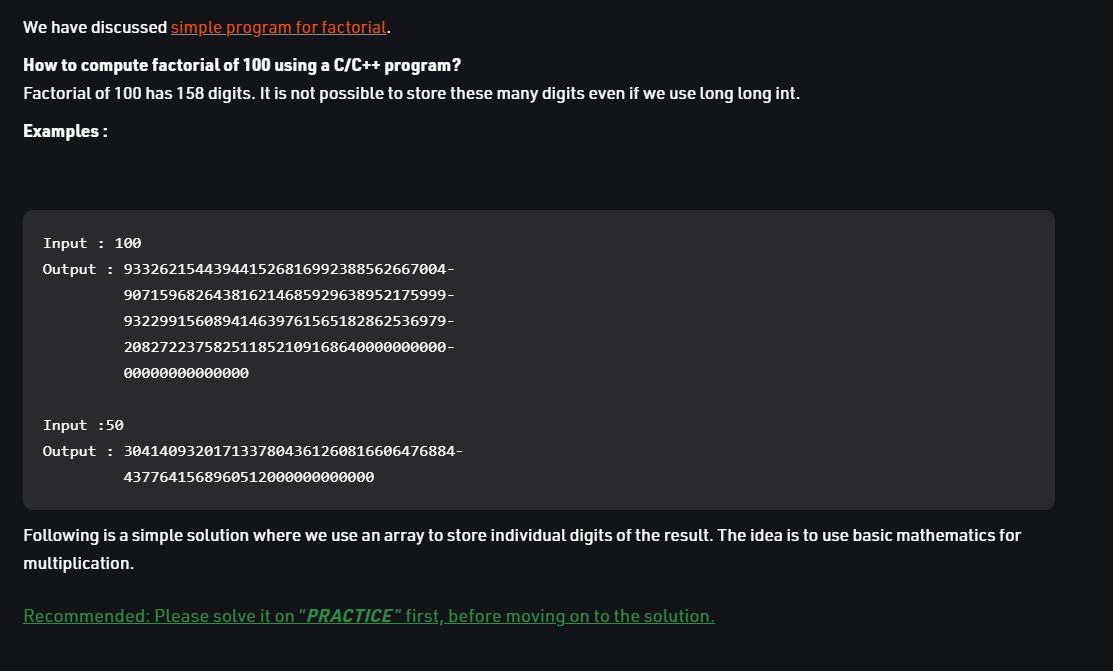 We have discussed simple program for factorial.
How to compute factorial of 100 using a C/C++ program?
Factorial of 100 has 158 digits. It is not possible to store these many digits even if we use long long int.
Examples :
Input : 100
Output : 933262154439441526816992388562667004-
907159682643816214685929638952175999-
932299156089414639761565182862536979-
208272237582511852109168640000000000-
00000000000000
Input :50
Output : 3041409320171337804361260816606476884-
4377641568960512000000000000
Following is a simple solution where we use an array to store individual digits of the result. The idea is to use basic mathematics for
multiplication.
Recommended: Please solve it on “PRACTICE” first, before moving on to the solution.